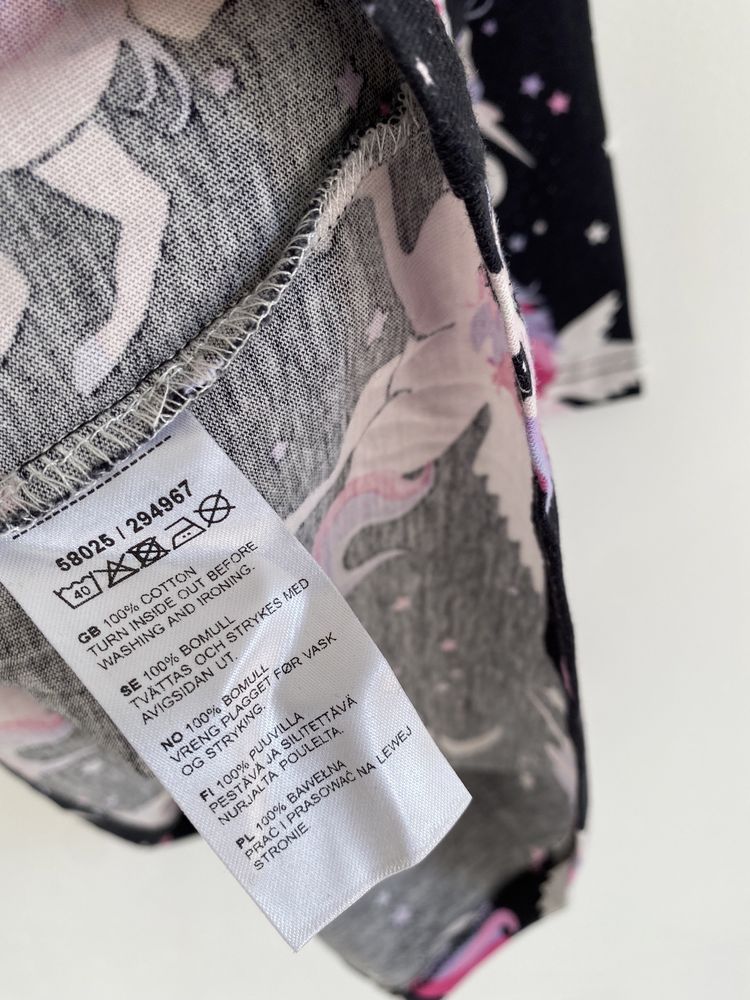 58025 | 294967
40
GB 100% COTTON
TURN INSIDE OUT BEFORE
WASHING AND IRONING.
SE 100% BOMULL
TVÄTTAS OCH STRYKES MED
AVIGSIDAN UT.
NO 100% BOMULL
VRENG PLAGGET FØR VASK
OG STRYKING.
FI 100% PUUVILLA
PESTÄVÄ JA SILITETTÄVÄ
NURJALTA POULELTA.
PL 100% BAWEŁNA
PRAĆ I PRASOWAĆ NA LEWEJ
STRONIE